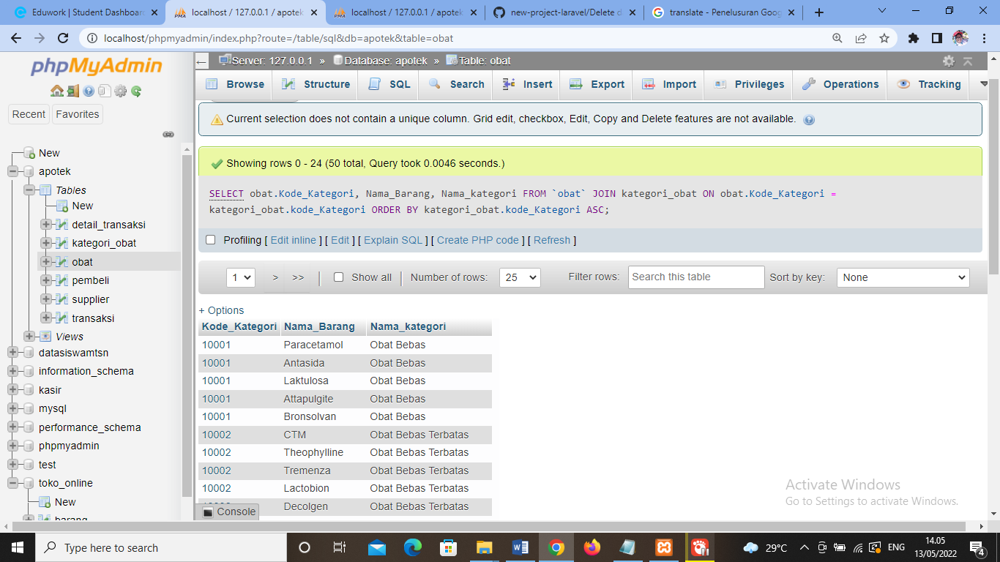 Eduwork | Student Dashboar
localhost / 127.0.0.1 / apotek
localhost / 127.0.0.1 / apotek
new-project-laravel/Delete d
translate - Penelusuran Goog
localhost/phpmyadmin/index.php?route=/table/sql&db=apotek&table=obat
phpMyAdmin
Recent
Favorites
New
apotek
Tables
New
detail_transaksi
kategori_obat
obat
pembeli
supplier
transaksi
Views
datasiswamtsn
information_schema
kasir
mysql
performance_schema
phpmyadmin
test
toko_online
New
barang
Server: 127.0.0.1 » Database: apotek » Table: obat
Browse Structure SQL Search Insert Export Import Privileges Operations Tracking
Current selection does not contain a unique column. Grid edit, checkbox, Edit, Copy and Delete features are not available.
Showing rows 0 - 24 (50 total, Query took 0.0046 seconds.)
SELECT obat.Kode_Kategori, Nama_Barang, Nama_kategori FROM `obat` JOIN kategori_obat ON obat.Kode_Kategori =
kategori_obat.kode_Kategori ORDER BY kategori_obat.kode_Kategori ASC;
Profiling [ Edit inline ] [ Edit ] [ Explain SQL ] [ Create PHP code ] [ Refresh ]
1 > >> | Show all | Number of rows: 25 Filter rows: Search this table Sort by key: None
+ Options
Kode_Kategori Nama_Barang Nama_kategori
10001 Paracetamol Obat Bebas
10001 Antasida Obat Bebas
10001 Laktulosa Obat Bebas
10001 Attapulgite Obat Bebas
10001 Bronsolvan Obat Bebas
10002 CTM Obat Bebas Terbatas
10002 Theophylline Obat Bebas Terbatas
10002 Tremenza Obat Bebas Terbatas
10002 Lactobion Obat Bebas Terbatas
Decolgen Obat Bebas Terbatas
Console
Activate Windows
Go to Settings to activate Windows.
Type here to search
29°C
ENG
14.05
13/05/2022
4